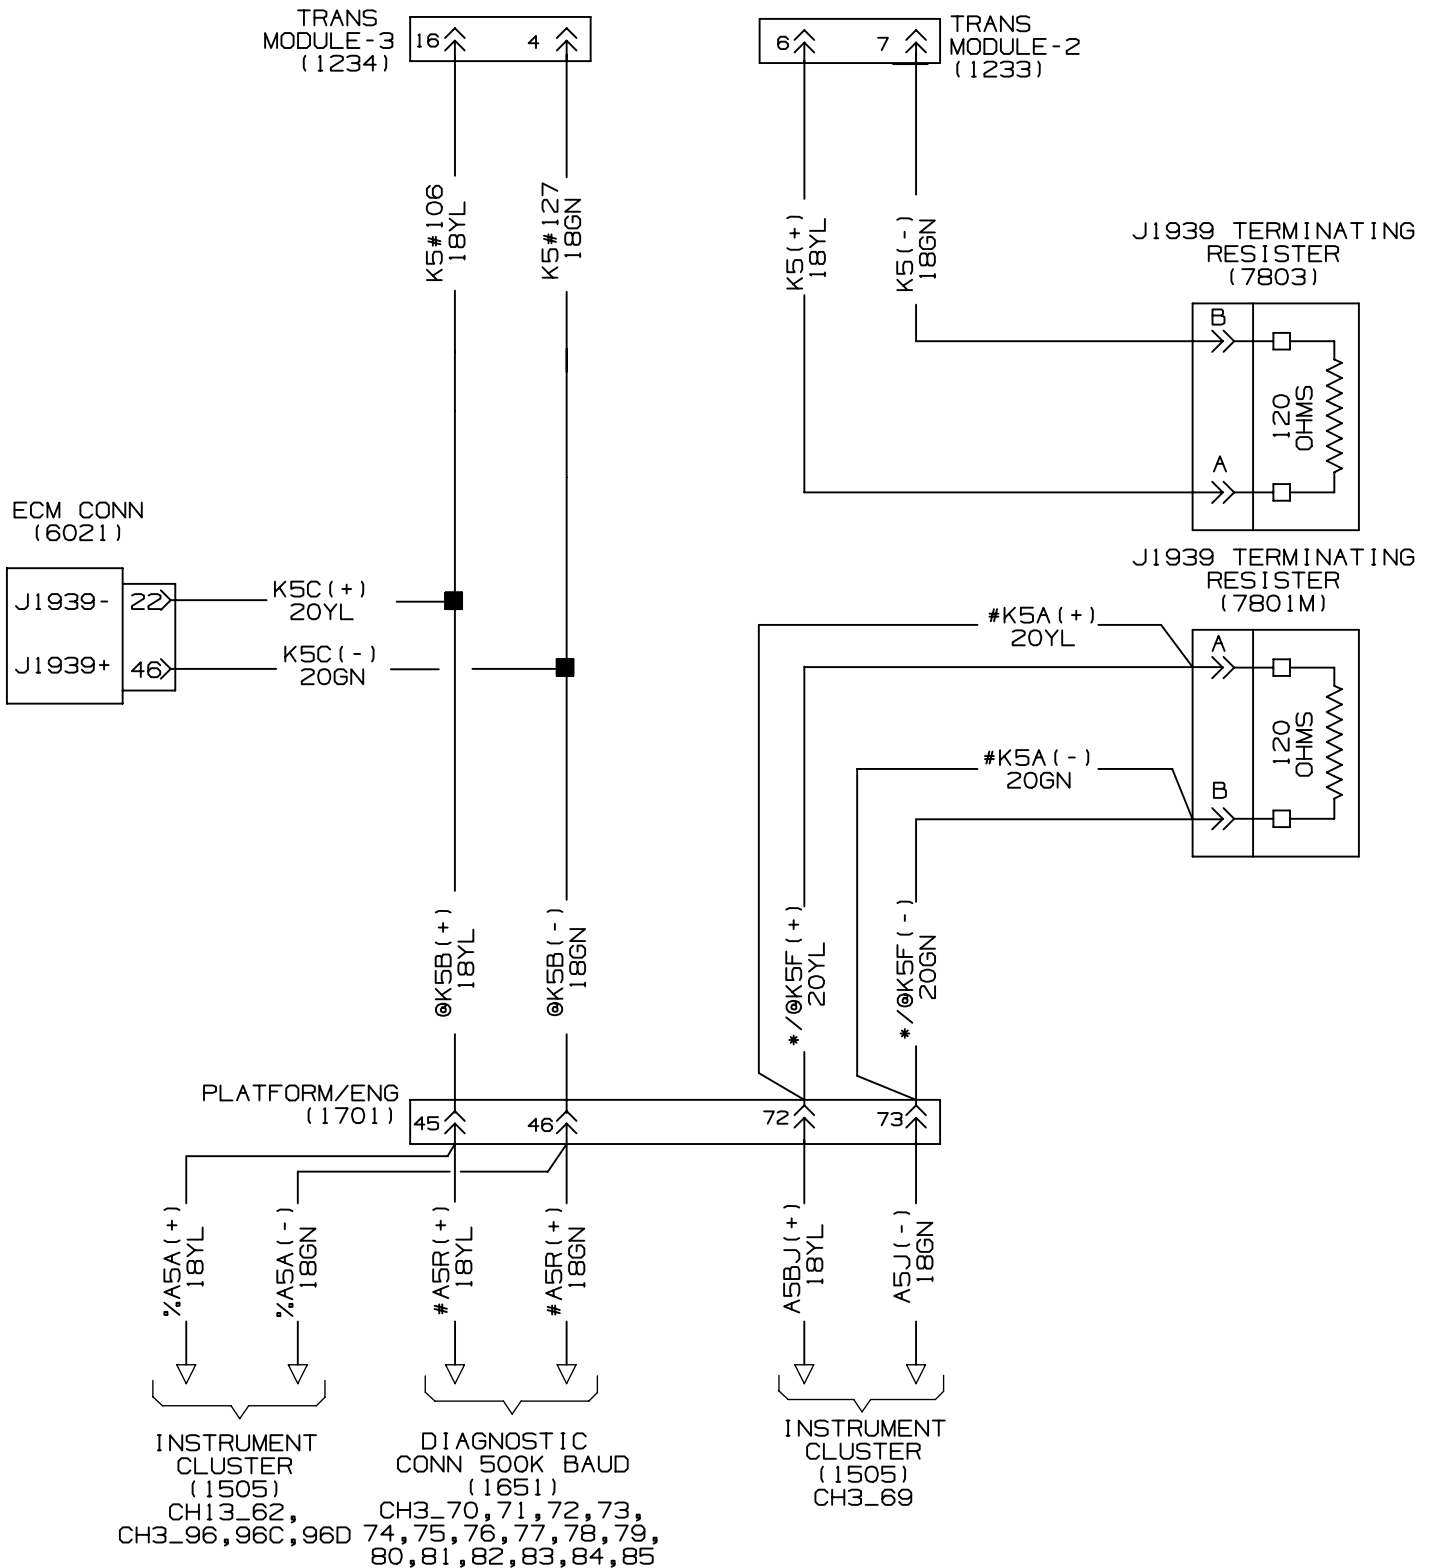 TRANS
MODULE-3
(1234)
16
4
6
7
TRANS
MODULE-2
(1233)
K5#106
18YL
K5#127
18GN
K5(+)
18YL
K5(-)
18GN
J1939 TERMINATING
RESISTER
(7803)
B
A
120
OHMS
ECM CONN
(6021)
J1939-
22
K5C(+)
20YL
J1939+
46
K5C(-)
20GN
J1939 TERMINATING
RESISTER
(7801M)
#K5A(+)
20YL
A
#K5A(-)
20GN
B
120
OHMS
@K5B(+)
18YL
@K5B(-)
18GN
*/@K5F(+)
20YL
*/@K5F(-)
20GN
PLATFORM/ENG
(1701)
45
46
72
73
%A5A(+)
18YL
%A5A(-)
18GN
#A5R(+)
18YL
#A5R(+)
18GN
A5BJ(+)
18YL
A5J(-)
18GN
INSTRUMENT
CLUSTER
(1505)
CH13_62,
CH3_96,96C,96D
DIAGNOSTIC
CONN 500K BAUD
(1651)
CH3_70,71,72,73,
74,75,76,77,78,79,
80,81,82,83,84,85
INSTRUMENT
CLUSTER
(1505)
CH3_69